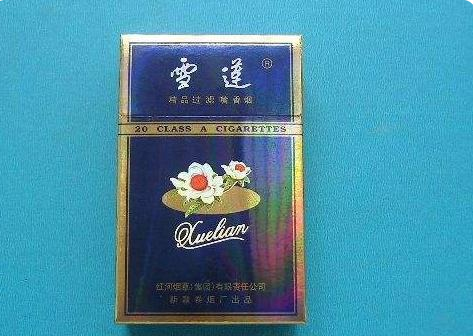 雪莲®
精品过滤嘴香烟
20 CLASS A CIGARETTES
Xuelian
红河烟草(集团)有限责任公司
新疆卷烟厂出品